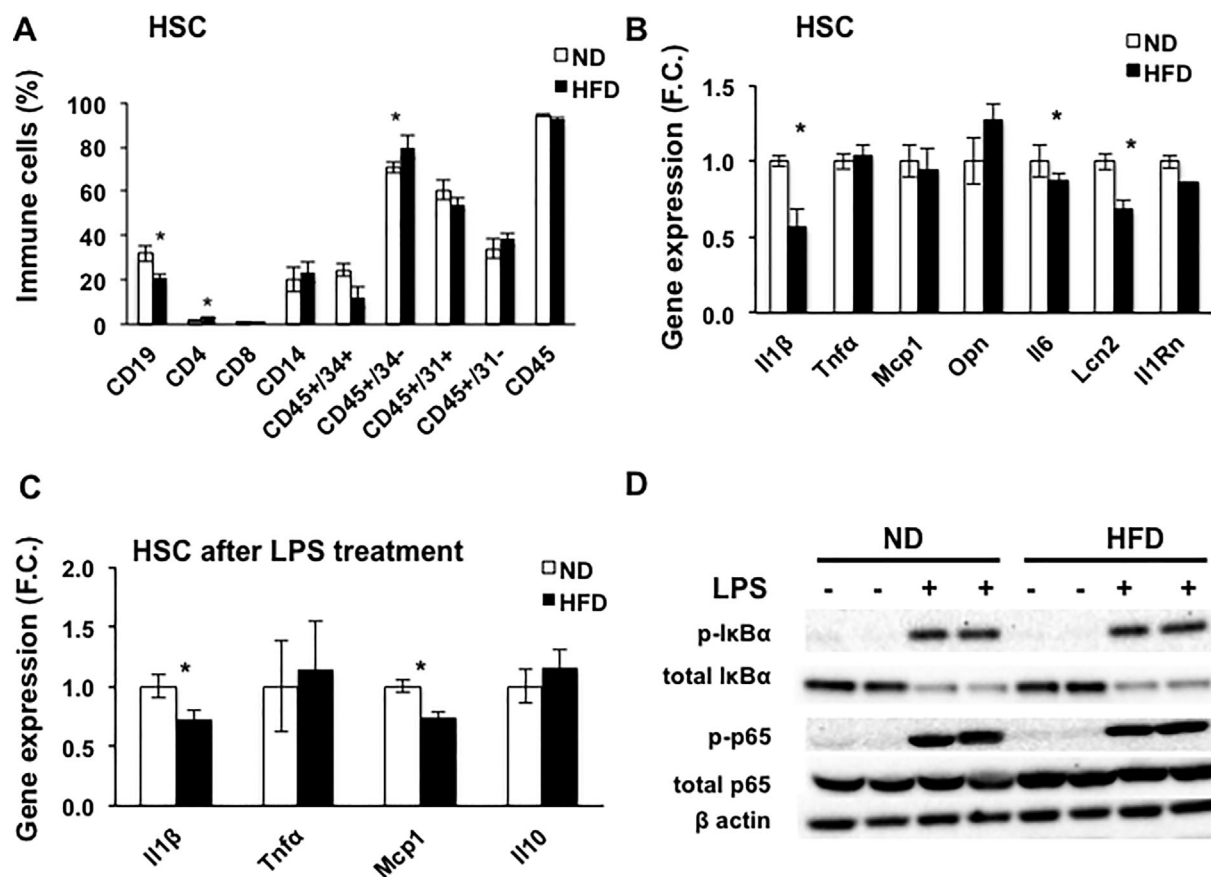 A HSC
ND
HFD
Immune cells (%)
100
80
60
40
20
0
*
*
*
CD19
CD4
CD8
CD14
CD45+/34+
CD45+/34-
CD45+/31+
CD45+/31-
CD45
B HSC
ND
HFD
Gene expression (F.C.)
1.5
1.0
0.5
0.0
*
*
*
Il1β
Tnfα
Mcp1
Opn
Il6
Lcn2
Il1Rn
C
HSC after LPS treatment
ND
HFD
Gene expression (F.C.)
2.0
1.5
1.0
0.5
0.0
*
*
Il1β
Tnfα
Mcp1
Il10
D
ND HFD
LPS - - + + - - + +
p-IκBα
total IκBα
p-p65
total p65
β actin